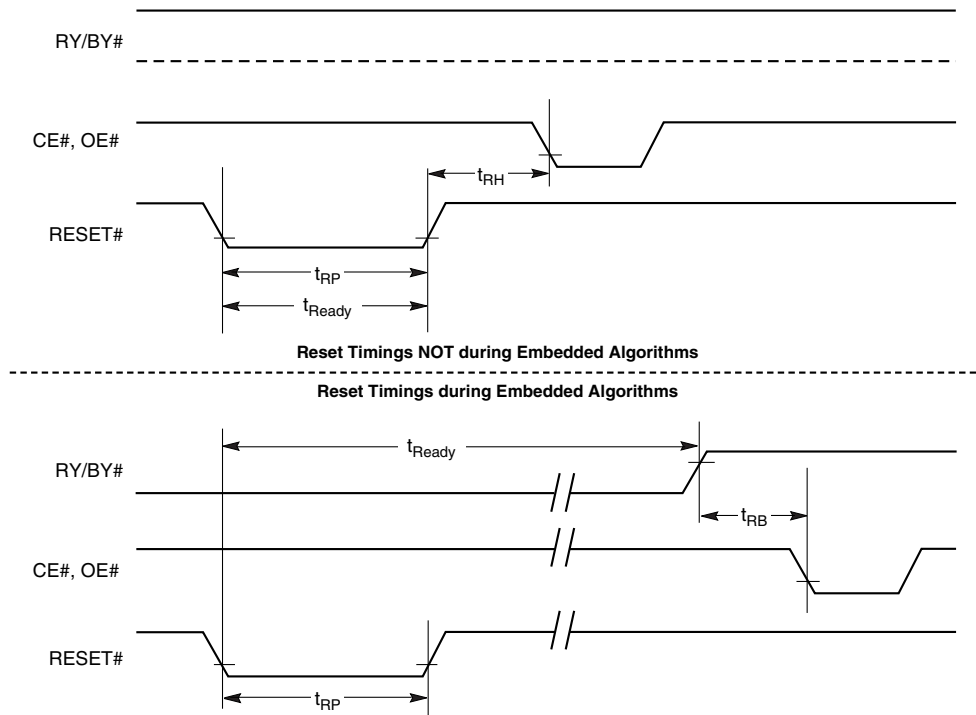 RY/BY#
CE#, OE#
tRH
RESET#
tRP
tReady
Reset Timings NOT during Embedded Algorithms
Reset Timings during Embedded Algorithms
tReady
RY/BY#
tRB
CE#, OE#
RESET#
tRP